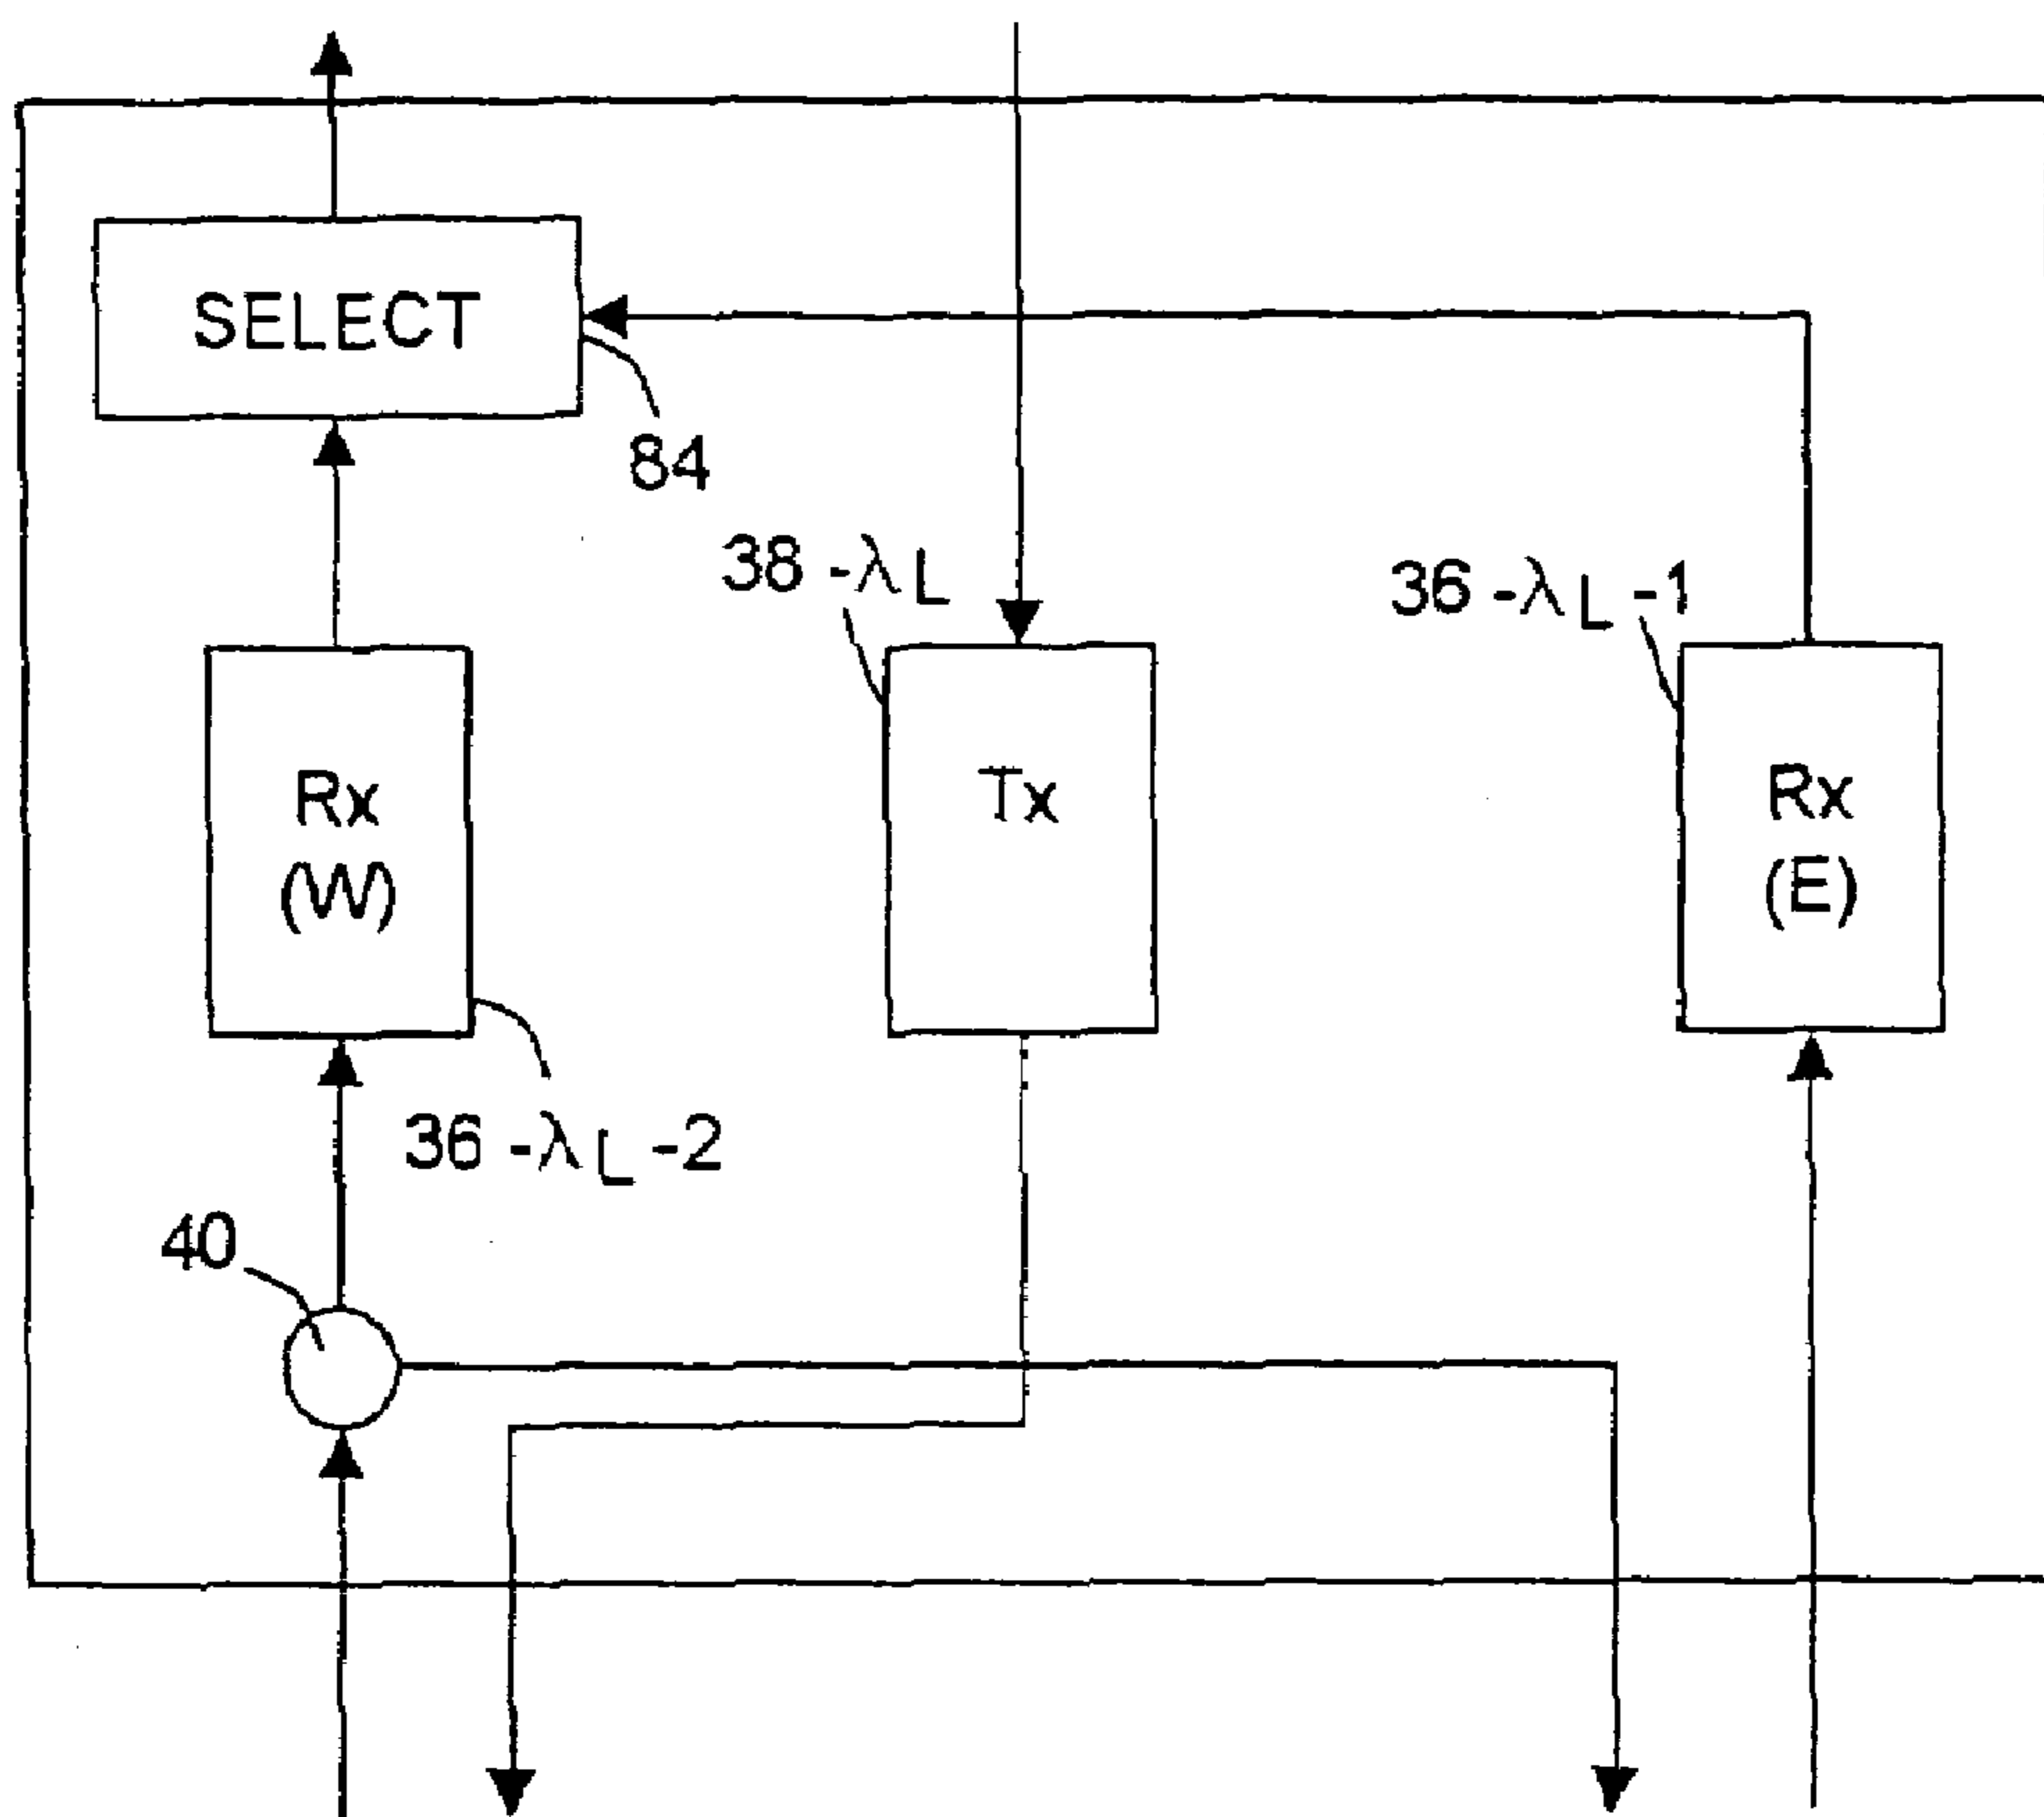 SELECT
84
38 -λL
36 -λL -1
Rx
(W)
Tx
Rx
(E)
36 -λL -2
40